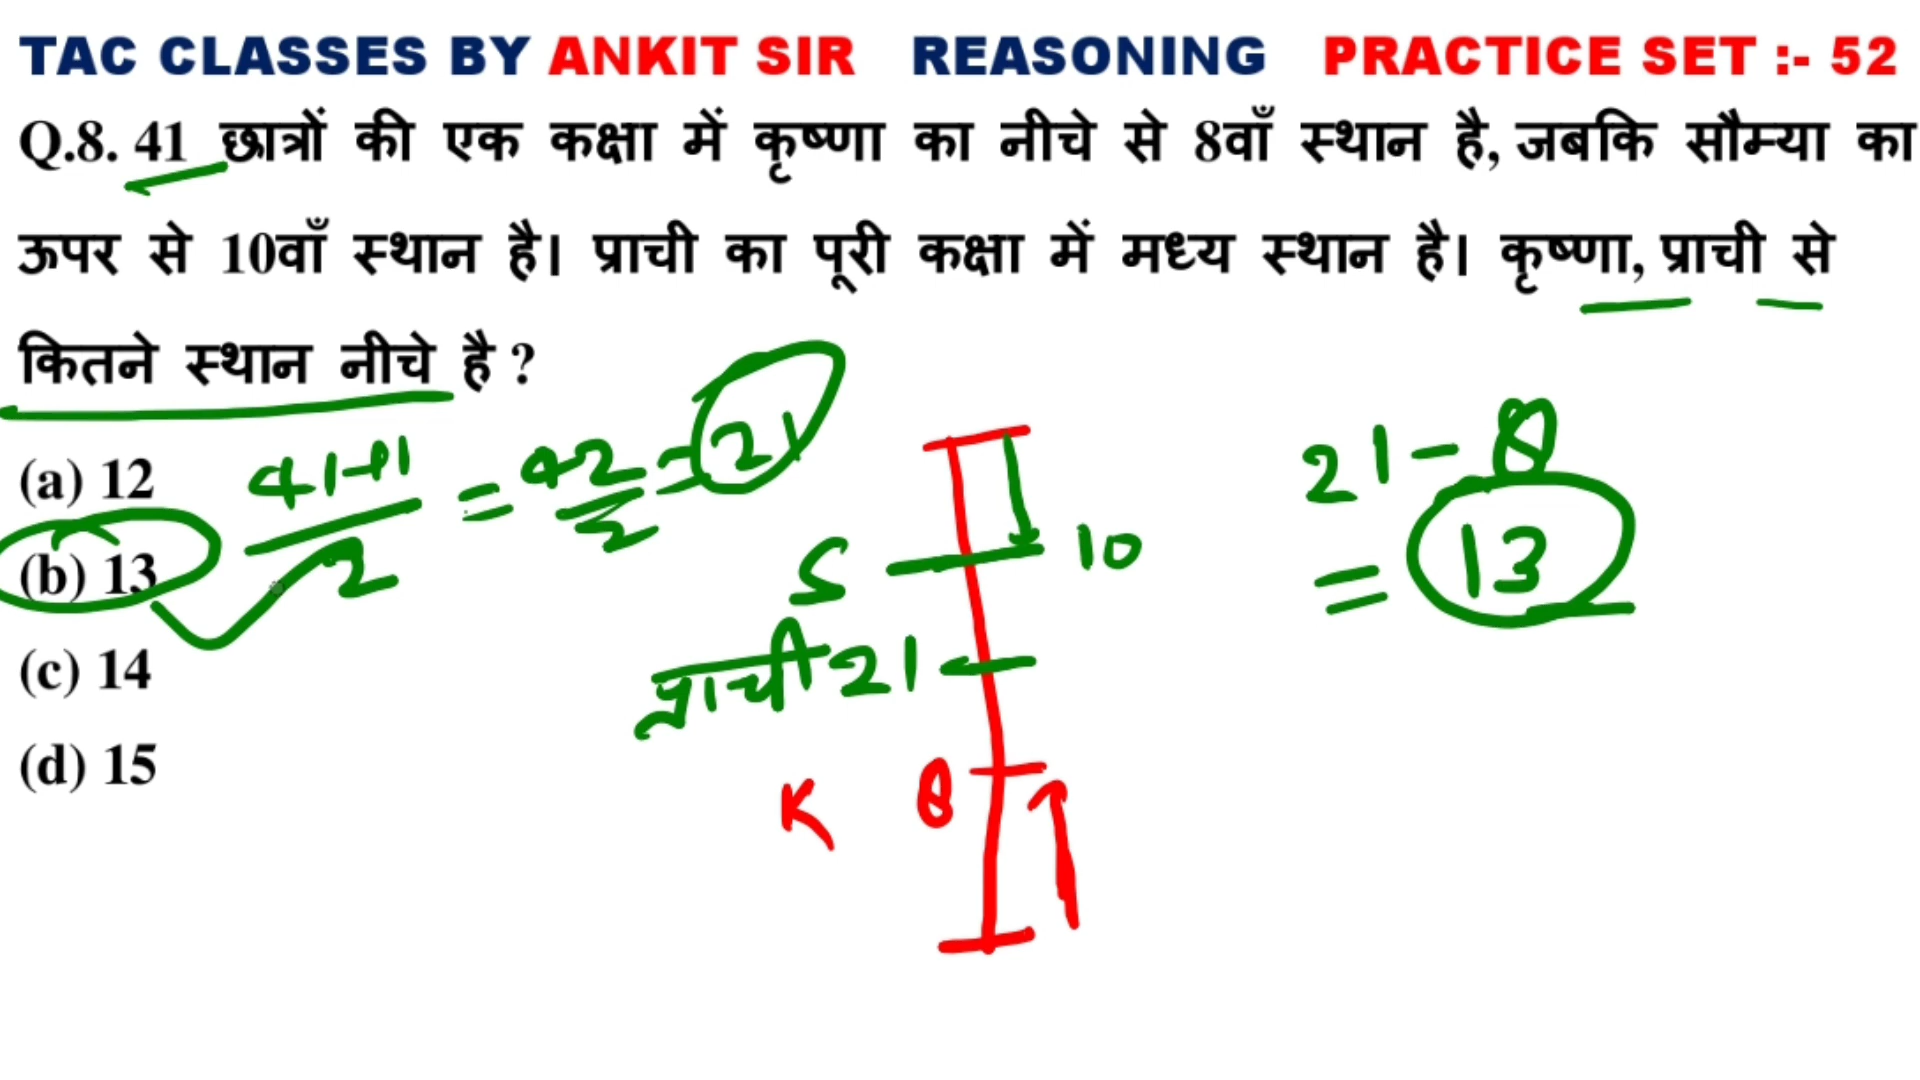 TAC CLASSES BY ANKIT SIR REASONING PRACTICE SET :- 52
Q.8. 41 छात्रों की एक कक्षा में कृष्णा का नीचे से 8वाँ स्थान है, जबकि सौम्या का
ऊपर से 10वाँ स्थान है। प्राची का पूरी कक्षा में मध्य स्थान है। कृष्णा, प्राची से
कितने स्थान नीचे है ?
(a) 12
(b) 13
(c) 14
(d) 15
41+1 = 42 = 21
2 2
S 10
प्राची 21
K 8
21 - 8
= 13